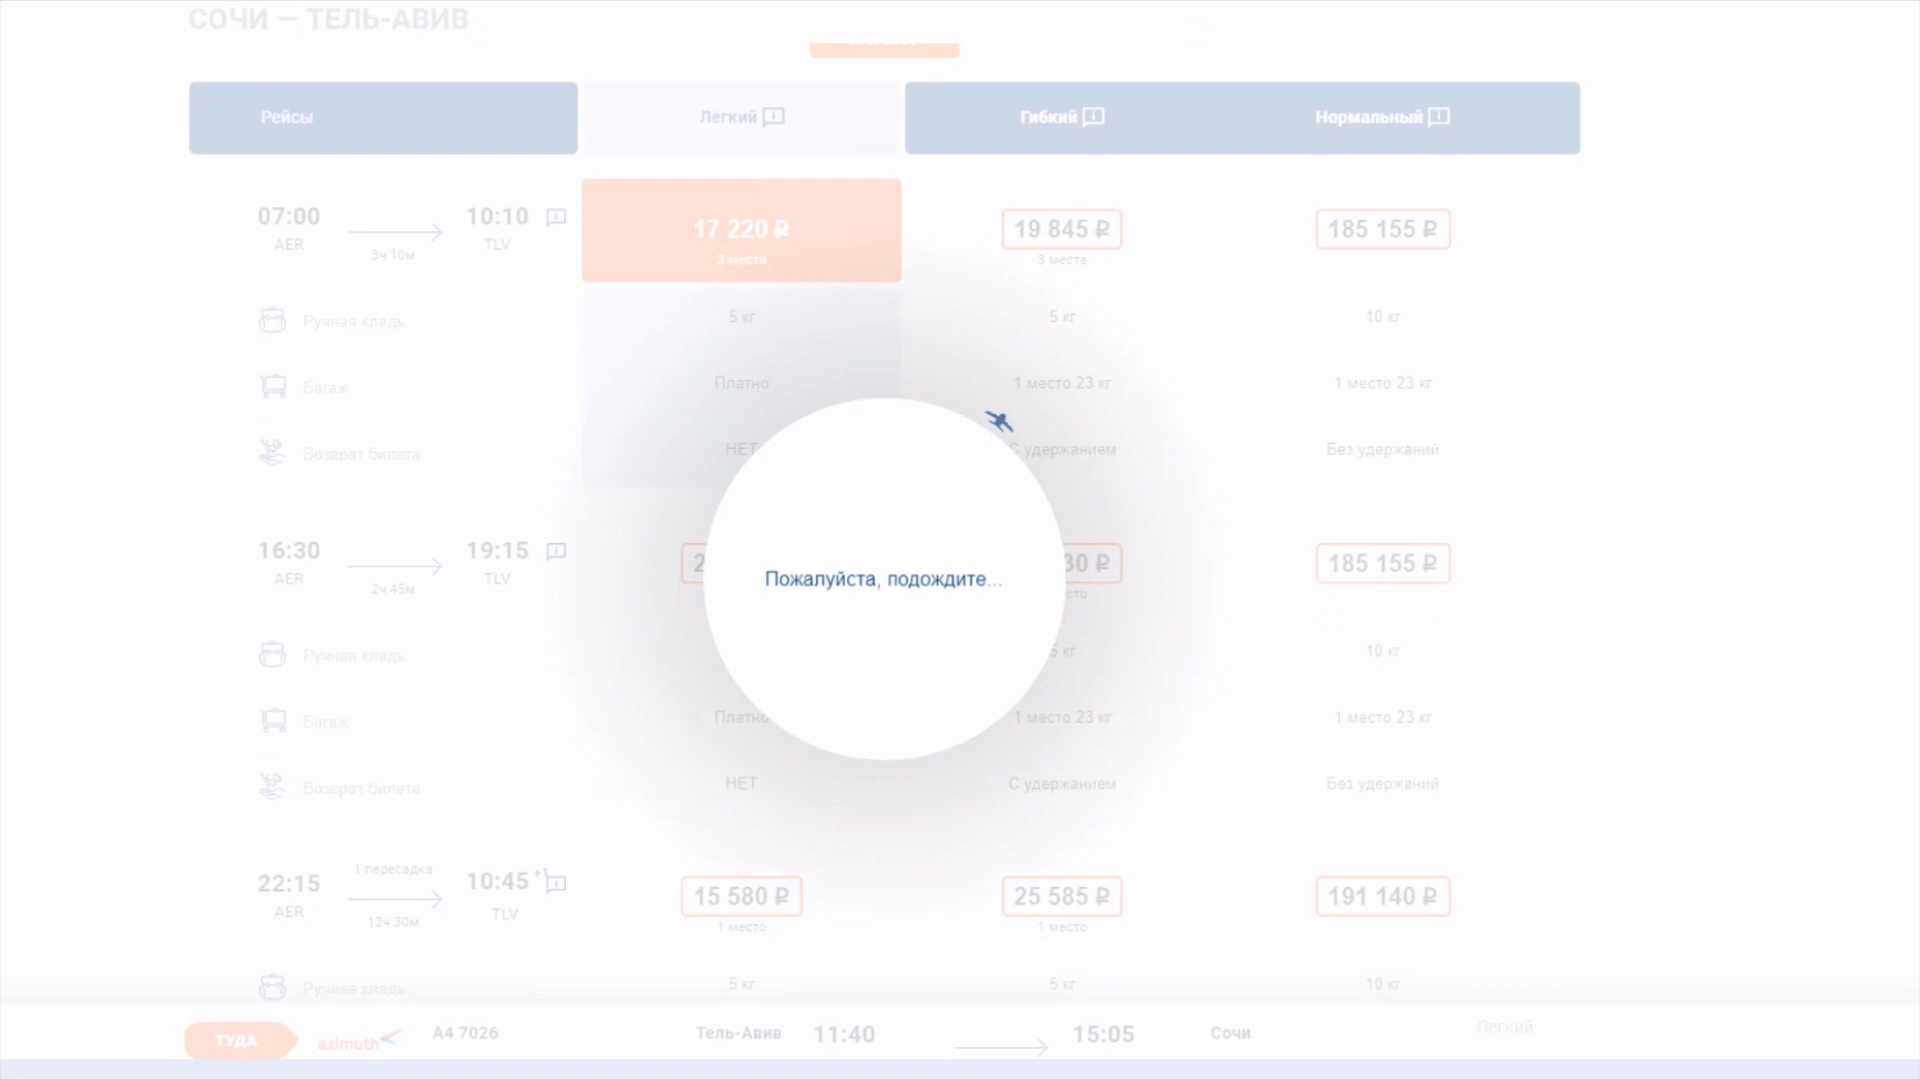 СОЧИ — ТЕЛЬ-АВИВ
Рейсы Легкий Гибкий Нормальный
07:00 10:10 17 220 ₽ 19 845 ₽ 185 155 ₽
AER 3ч 10м TLV 3 места 3 места
Ручная кладь 5 кг 5 кг 10 кг
Багаж Платно 1 место 23 кг 1 место 23 кг
Возврат билета НЕТ С удержанием Без удержаний
16:30 19:15 185 155 ₽
AER 2ч 45м TLV
Пожалуйста, подождите...
Ручная кладь 5 кг 10 кг
Багаж Платно 1 место 23 кг 1 место 23 кг
Возврат билета НЕТ С удержанием Без удержаний
1 пересадка
22:15 10:45 +1 15 580 ₽ 25 585 ₽ 191 140 ₽
AER 12ч 30м TLV 1 место 1 место
Ручная кладь 5 кг 5 кг 10 кг
ТУДА azimuth A4 7026 Тель-Авив 11:40 15:05 Сочи Легкий